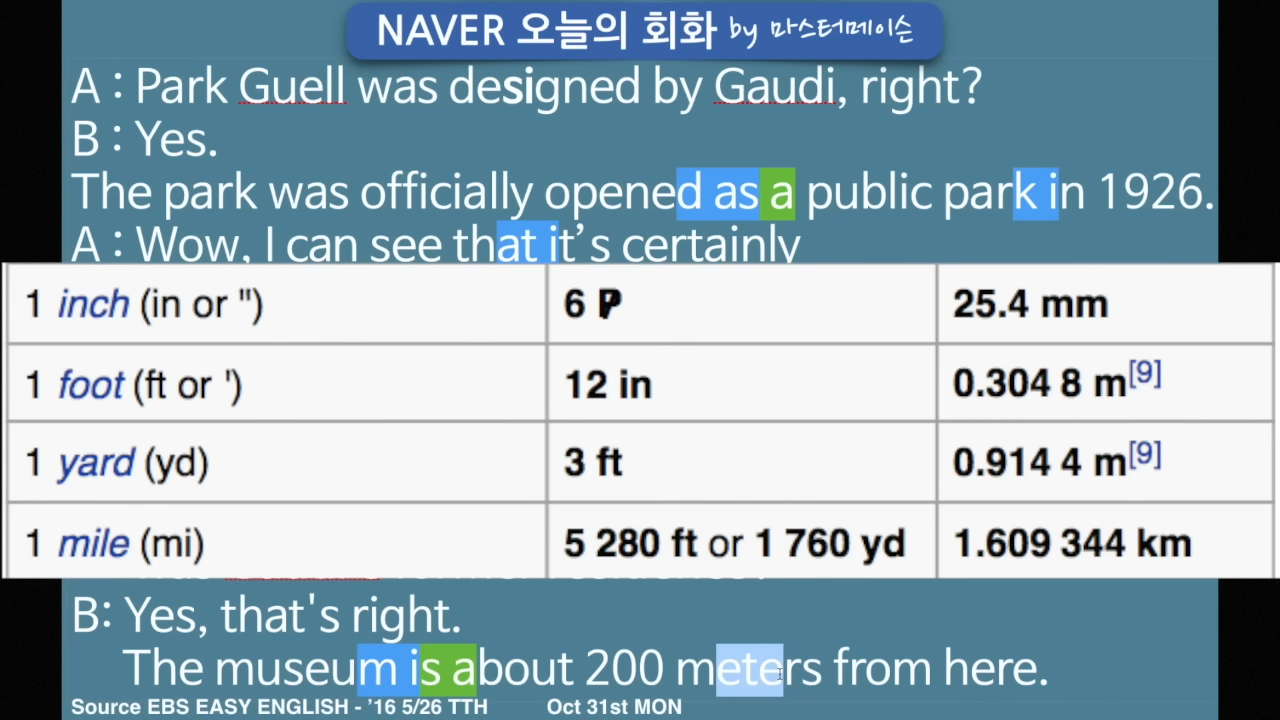 NAVER 오늘의 회화 by 마스터메이슨
A : Park Guell was designed by Gaudi, right?
B : Yes.
The park was officially opened as a public park in 1926.
A : Wow, I can see that it’s certainly
1 inch (in or ") 6 P 25.4 mm
1 foot (ft or ') 12 in 0.304 8 m[9]
1 yard (yd) 3 ft 0.914 4 m[9]
1 mile (mi) 5 280 ft or 1 760 yd 1.609 344 km
B: Yes, that's right.
The museum is about 200 meters from here.
Source EBS EASY ENGLISH - ’16 5/26 TTH Oct 31st MON